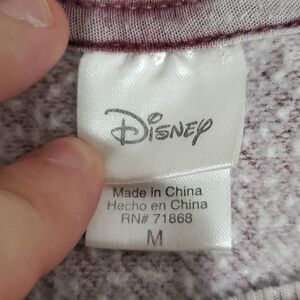 Disney
Made in China
Hecho en China
RN# 71868
M